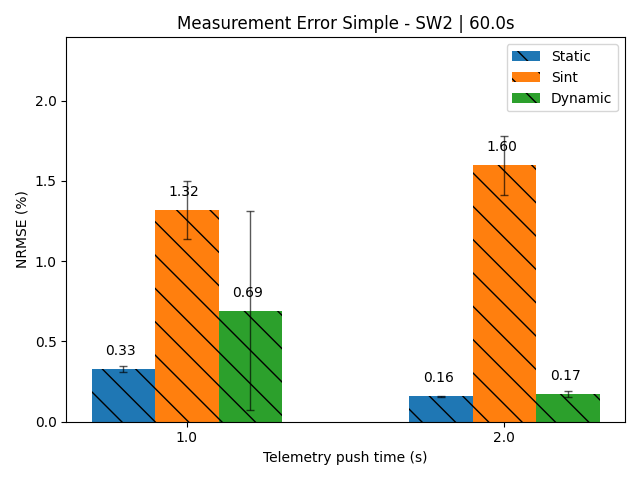 Measurement Error Simple - SW2 | 60.0s
Static
Sint
Dynamic
NRMSE (%)
2.0
1.5
1.0
0.5
0.0
0.33
1.32
0.69
0.16
1.60
0.17
1.0
2.0
Telemetry push time (s)